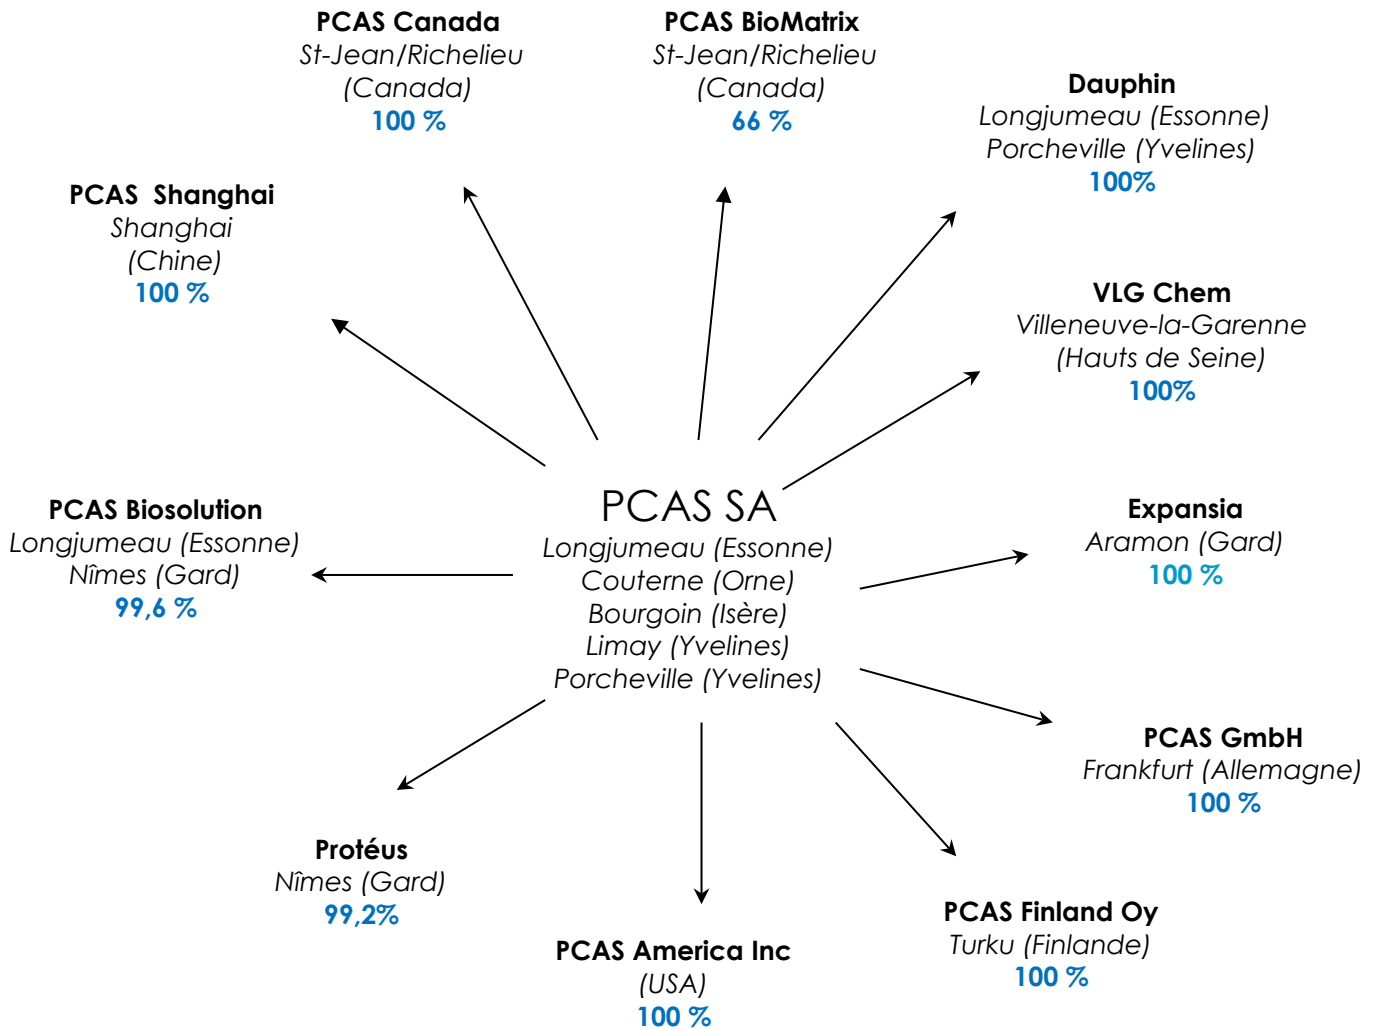 PCAS Canada
St-Jean/Richelieu
(Canada)
100 %
PCAS BioMatrix
St-Jean/Richelieu
(Canada)
66 %
Dauphin
Longjumeau (Essonne)
Porcheville (Yvelines)
100%
PCAS  Shanghai
Shanghai
(Chine)
100 %
VLG Chem
Villeneuve-la-Garenne
(Hauts de Seine)
100%
PCAS Biosolution
Longjumeau (Essonne)
Nîmes (Gard)
99,6 %
PCAS SA
Longjumeau (Essonne)
Couterne (Orne)
Bourgoin (Isère)
Limay (Yvelines)
Porcheville (Yvelines)
Expansia
Aramon (Gard)
100 %
PCAS GmbH
Frankfurt (Allemagne)
100 %
Protéus
Nîmes (Gard)
99,2%
PCAS America Inc
(USA)
100 %
PCAS Finland Oy
Turku (Finlande)
100 %